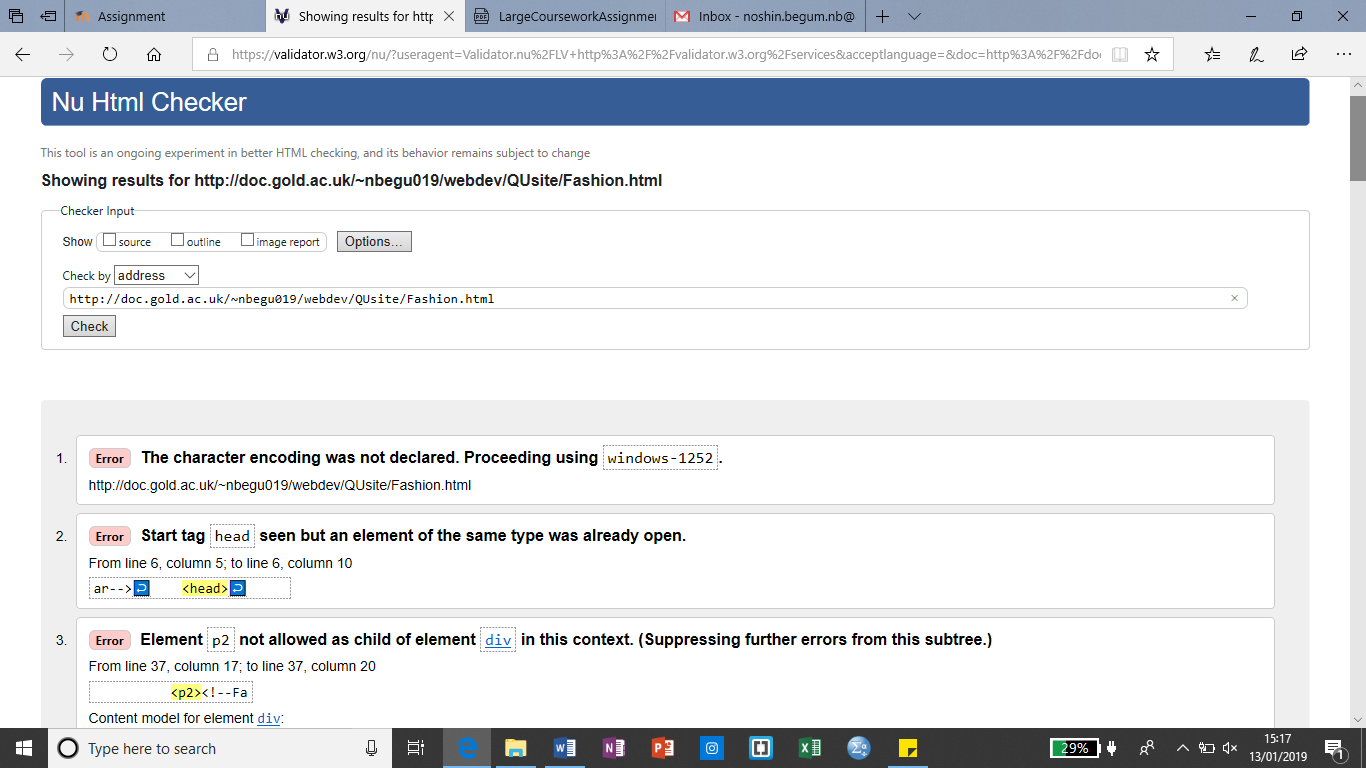 Assignment
Showing results for http
LargeCourseworkAssignmen
Inbox - noshin.begum.nb@
https://validator.w3.org/nu/?useragent=Validator.nu%2FLV+http%3A%2F%2Fvalidator.w3.org%2Fservices&acceptlanguage=&doc=http%3A%2F%2Fdoc
Nu Html Checker
This tool is an ongoing experiment in better HTML checking, and its behavior remains subject to change
Showing results for http://doc.gold.ac.uk/~nbegu019/webdev/QUsite/Fashion.html
Checker Input
Show source outline image report Options...
Check by address
http://doc.gold.ac.uk/~nbegu019/webdev/QUsite/Fashion.html
Check
1. Error The character encoding was not declared. Proceeding using windows-1252.
http://doc.gold.ac.uk/~nbegu019/webdev/QUsite/Fashion.html
2. Error Start tag head seen but an element of the same type was already open.
From line 6, column 5; to line 6, column 10
ar--> <head>
3. Error Element p2 not allowed as child of element div in this context. (Suppressing further errors from this subtree.)
From line 37, column 17; to line 37, column 20
<p2><!--Fa
Content model for element div:
Type here to search
29%
15:17
13/01/2019
1